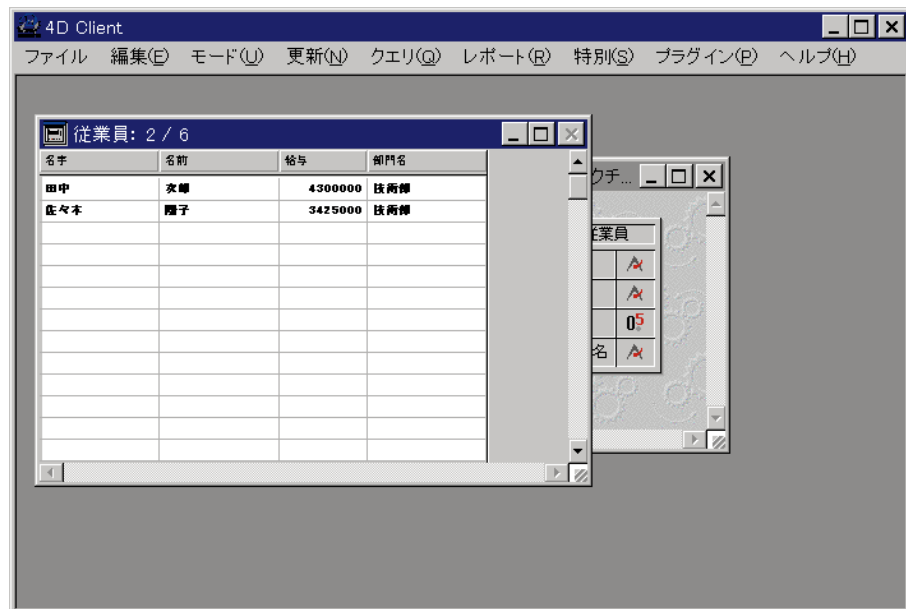 4D Client
ファイル 編集(E) モード(U) 更新(N) クエリ(Q) レポート(R) 特別(S) プラグイン(P) ヘルプ(H)
従業員: 2 / 6
名字 名前 給与 部門名
田中 次郎 4300000 技術部
佐々木 陽子 3425000 技術部
クチ...
従業員
05
名